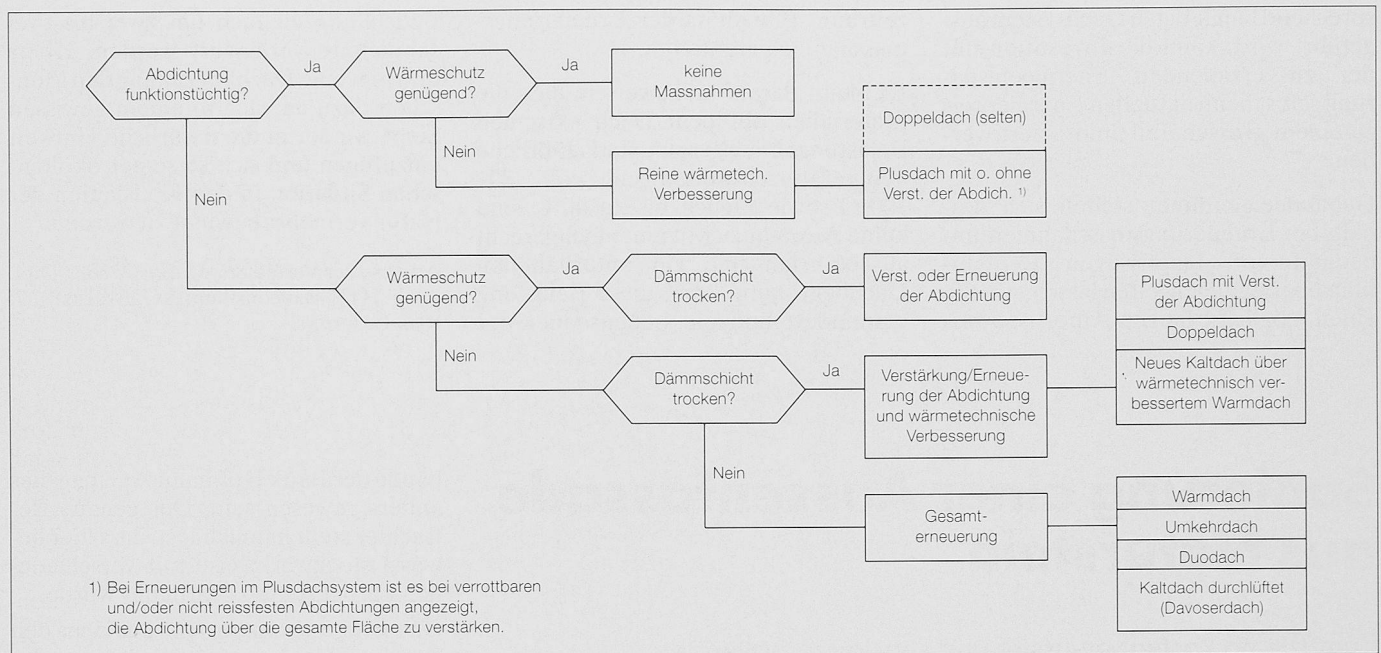 Abdichtung
funktionstüchtig?
Ja
Wärmeschutz
genügend?
Ja
keine
Massnahmen
Nein
Doppeldach (selten)
Reine wärmetech.
Verbesserung
Plusdach mit o. ohne
Verst. der Abdich. 1)
Nein
Wärmeschutz
genügend?
Ja
Dämmschicht
trocken?
Ja
Verst. oder Erneuerung
der Abdichtung
Plusdach mit Verst.
der Abdichtung
Doppeldach
Neues Kaltdach über
wärmetechnisch ver-
bessertem Warmdach
Nein
Dämmschicht
trocken?
Ja
Verstärkung/Erneue-
rung der Abdichtung
und wärmetechnische
Verbesserung
Nein
Gesamt-
erneuerung
Warmdach
Umkehrdach
Duodach
Kaltdach durchlüftet
(Davoserdach)
1) Bei Erneuerungen im Plusdachsystem ist es bei verrottbaren
und/oder nicht reissfesten Abdichtungen angezeigt,
die Abdichtung über die gesamte Fläche zu verstärken.